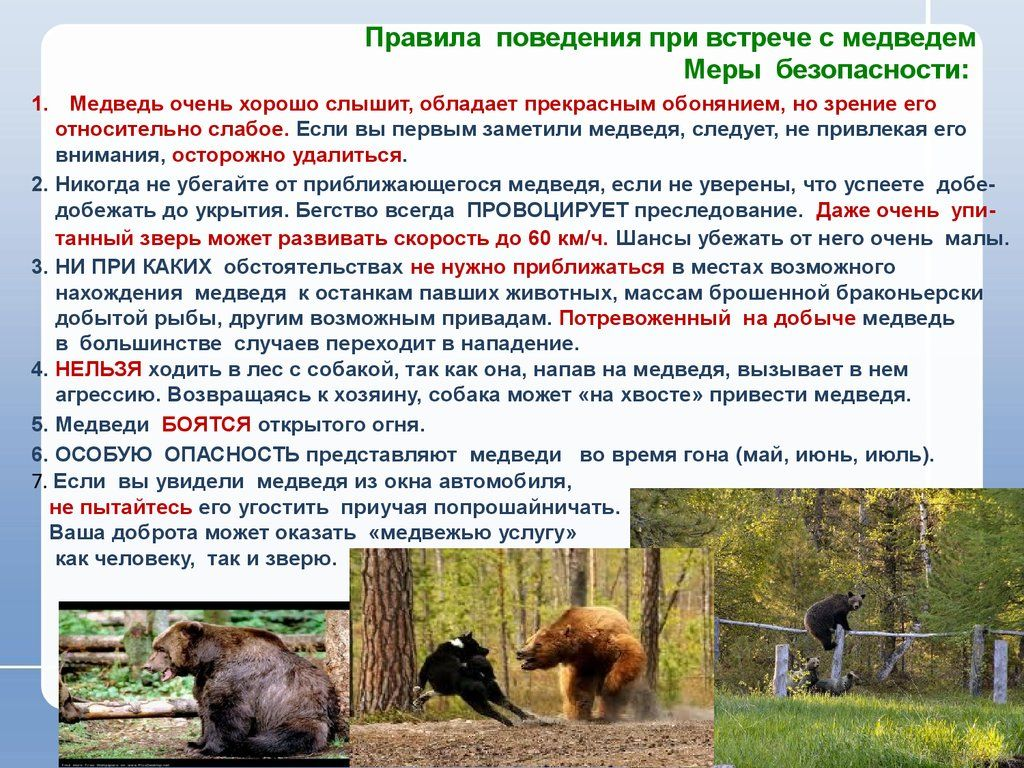 Правила поведения при встрече с медведем
Меры безопасности:
1. Медведь очень хорошо слышит, обладает прекрасным обонянием, но зрение его
относительно слабое. Если вы первым заметили медведя, следует, не привлекая его
внимания, осторожно удалиться.
2. Никогда не убегайте от приближающегося медведя, если не уверены, что успеете добе-
добежать до укрытия. Бегство всегда ПРОВОЦИРУЕТ преследование. Даже очень упи-
танный зверь может развивать скорость до 60 км/ч. Шансы убежать от него очень малы.
3. НИ ПРИ КАКИХ обстоятельствах не нужно приближаться в местах возможного
нахождения медведя к останкам павших животных, массам брошенной браконьерски
добытой рыбы, другим возможным привадам. Потревоженный на добыче медведь
в большинстве случаев переходит в нападение.
4. НЕЛЬЗЯ ходить в лес с собакой, так как она, напав на медведя, вызывает в нем
агрессию. Возвращаясь к хозяину, собака может «на хвосте» привести медведя.
5. Медведи БОЯТСЯ открытого огня.
6. ОСОБУЮ ОПАСНОСТЬ представляют медведи во время гона (май, июнь, июль).
7. Если вы увидели медведя из окна автомобиля,
не пытайтесь его угостить приучая попрошайничать.
Ваша доброта может оказать «медвежью услугу»
как человеку, так и зверю.